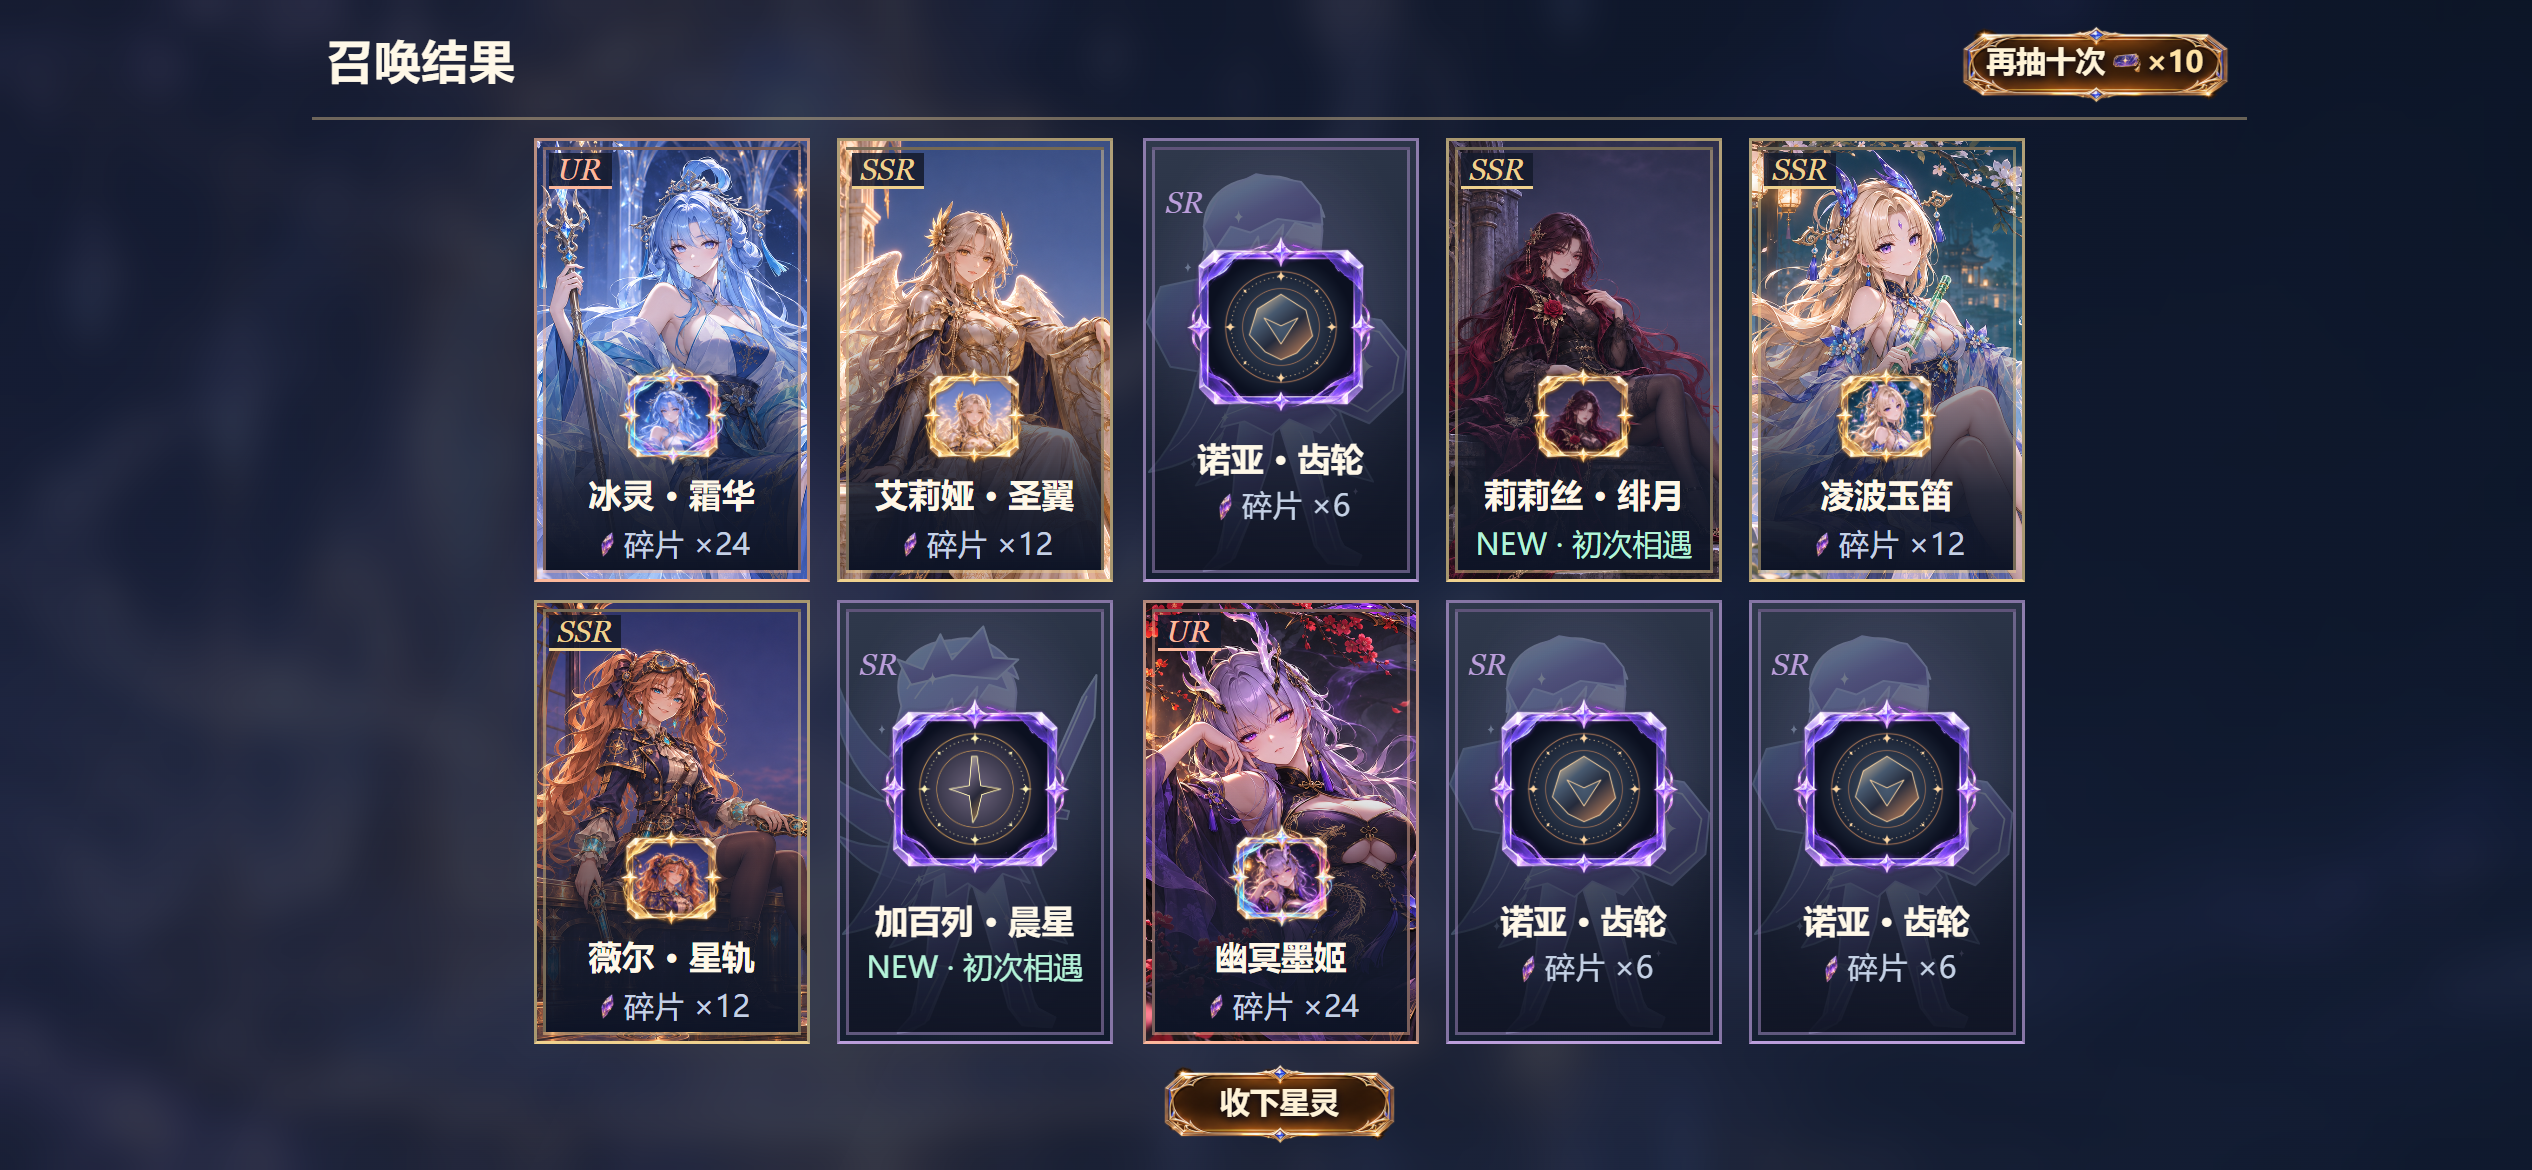 召唤结果
再抽十次 ×10
UR
冰灵·霜华
碎片 ×24
SSR
艾莉娅·圣翼
碎片 ×12
SR
诺亚·齿轮
碎片 ×6
SSR
莉莉丝·绯月
NEW · 初次相遇
SSR
凌波玉笛
碎片 ×12
SSR
薇尔·星轨
碎片 ×12
SR
加百列·晨星
NEW · 初次相遇
UR
幽冥墨姬
碎片 ×24
SR
诺亚·齿轮
碎片 ×6
SR
诺亚·齿轮
碎片 ×6
收下星灵